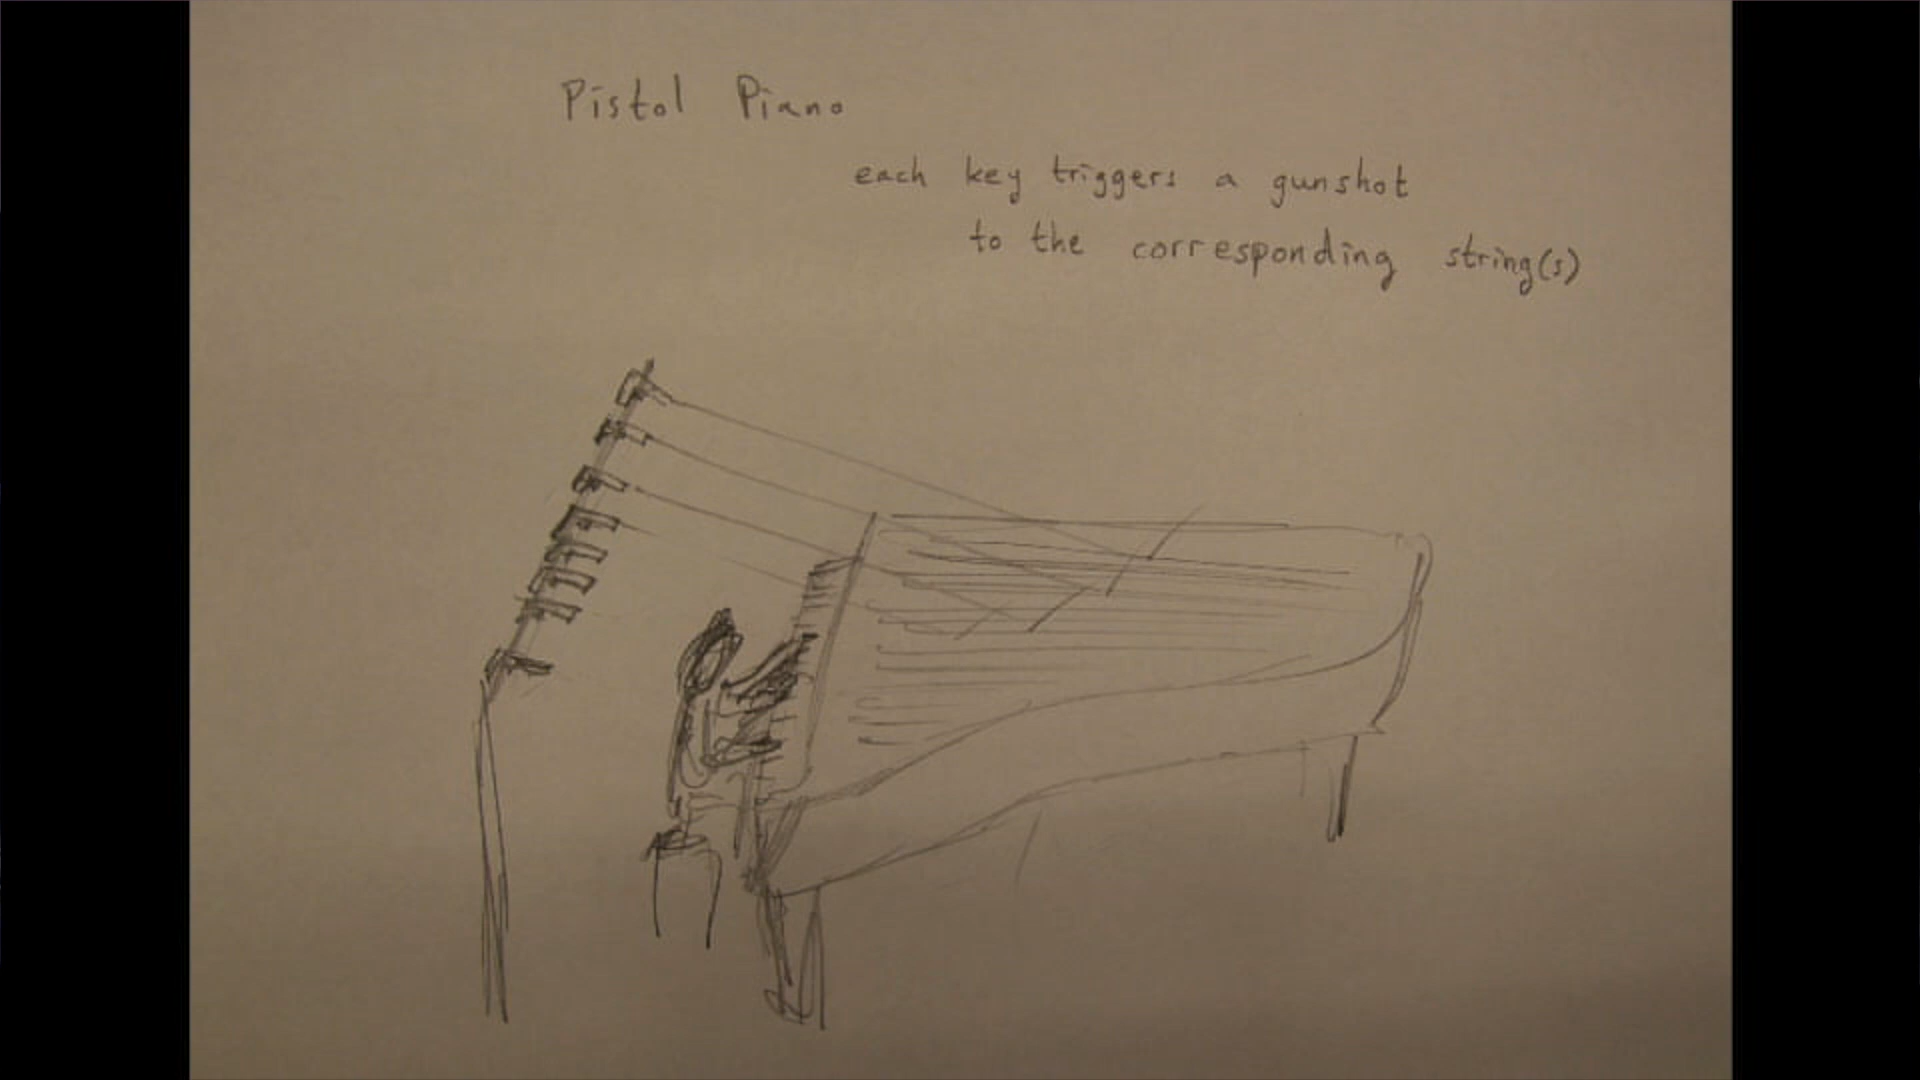 Pistol Piano
each key triggers a gunshot
to the corresponding string(s)